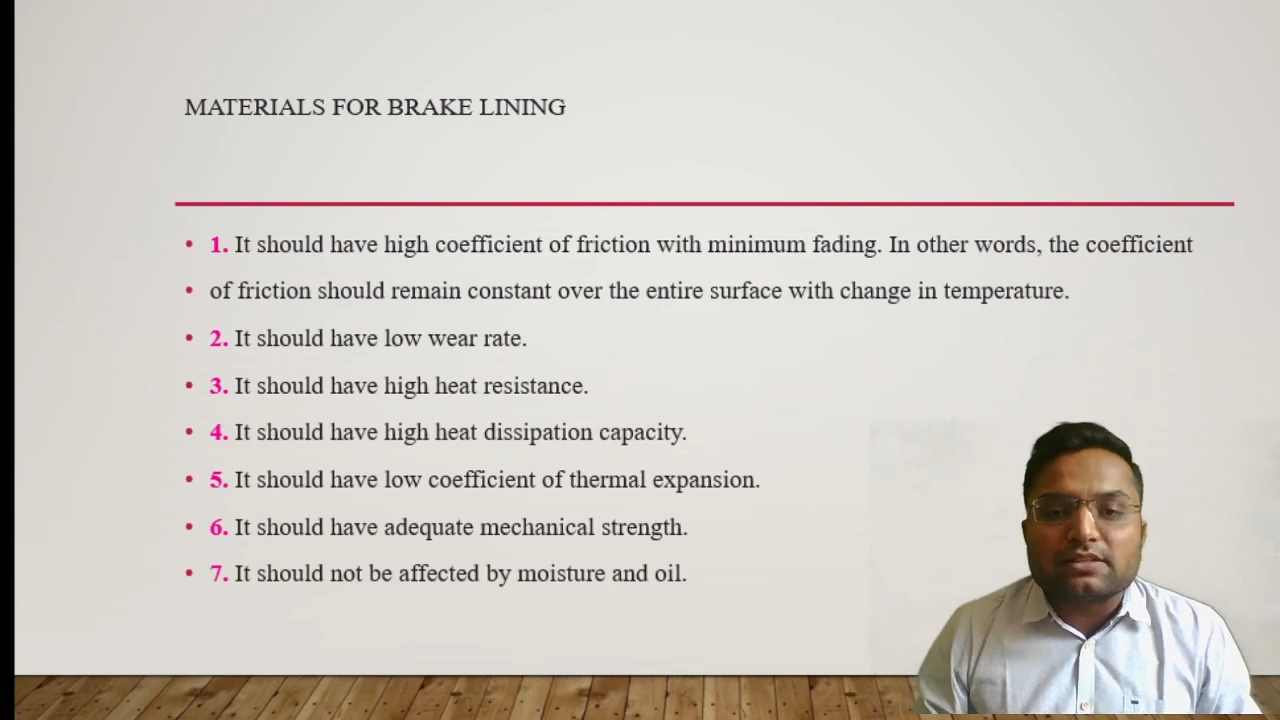 MATERIALS FOR BRAKE LINING
• 1. It should have high coefficient of friction with minimum fading. In other words, the coefficient
• of friction should remain constant over the entire surface with change in temperature.
• 2. It should have low wear rate.
• 3. It should have high heat resistance.
• 4. It should have high heat dissipation capacity.
• 5. It should have low coefficient of thermal expansion.
• 6. It should have adequate mechanical strength.
• 7. It should not be affected by moisture and oil.